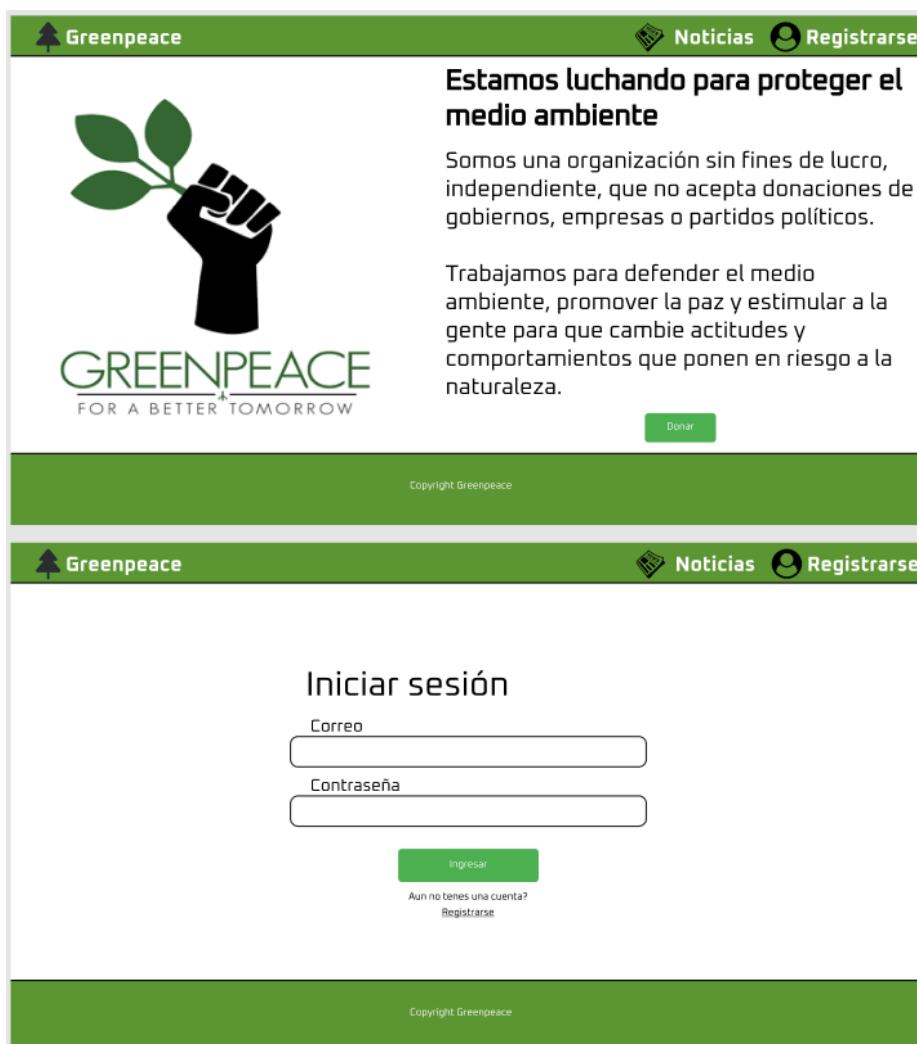 Greenpeace
Noticias
Registrarse
Estamos luchando para proteger el
medio ambiente
Somos una organización sin fines de lucro,
independiente, que no acepta donaciones de
gobiernos, empresas o partidos políticos.
Trabajamos para defender el medio
ambiente, promover la paz y estimular a la
gente para que cambie actitudes y
comportamientos que ponen en riesgo a la
naturaleza.
GREENPEACE
FOR A BETTER TOMORROW
Donar
Copyright Greenpeace
Greenpeace
Noticias
Registrarse
Iniciar sesión
Correo
Contraseña
Ingresar
Aun no tenes una cuenta?
Registrarse
Copyright Greenpeace